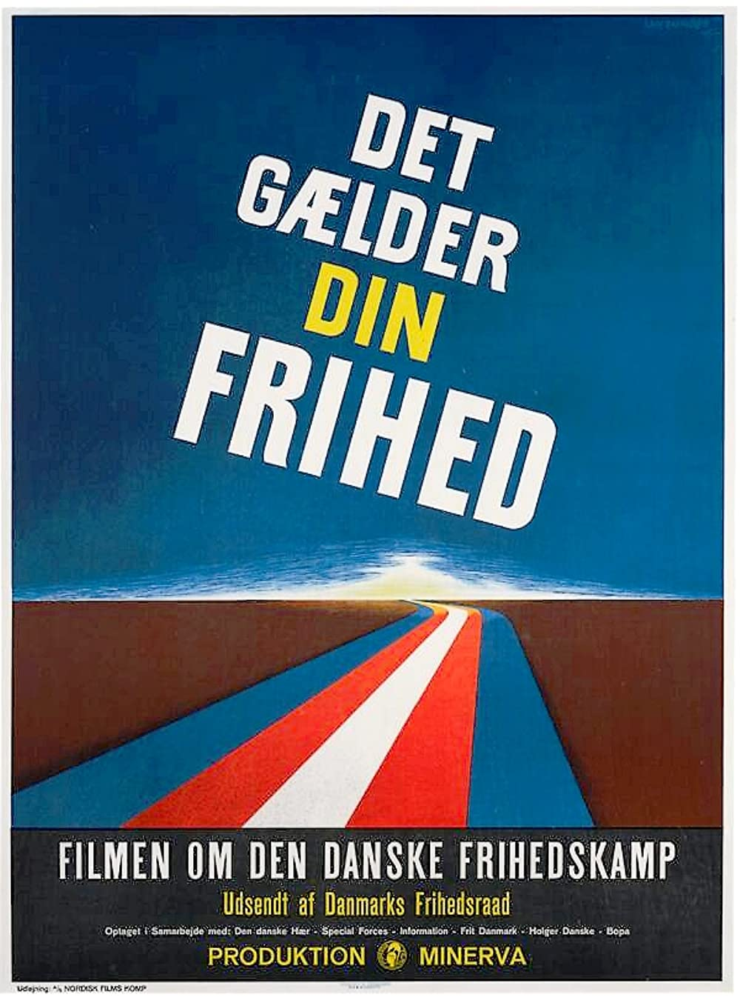 DET
GÆLDER
DIN
FRIHED
FILMEN OM DEN DANSKE FRIHEDSKAMP
Udsendt af Danmarks Frihedsraad
Optaget i Samarbejde med: Den danske Hær - Special Forces - Information - Frit Danmark - Holger Danske - Bopa
PRODUKTION MINERVA
Udlejning: A/S NORDISK FILMS KOMP